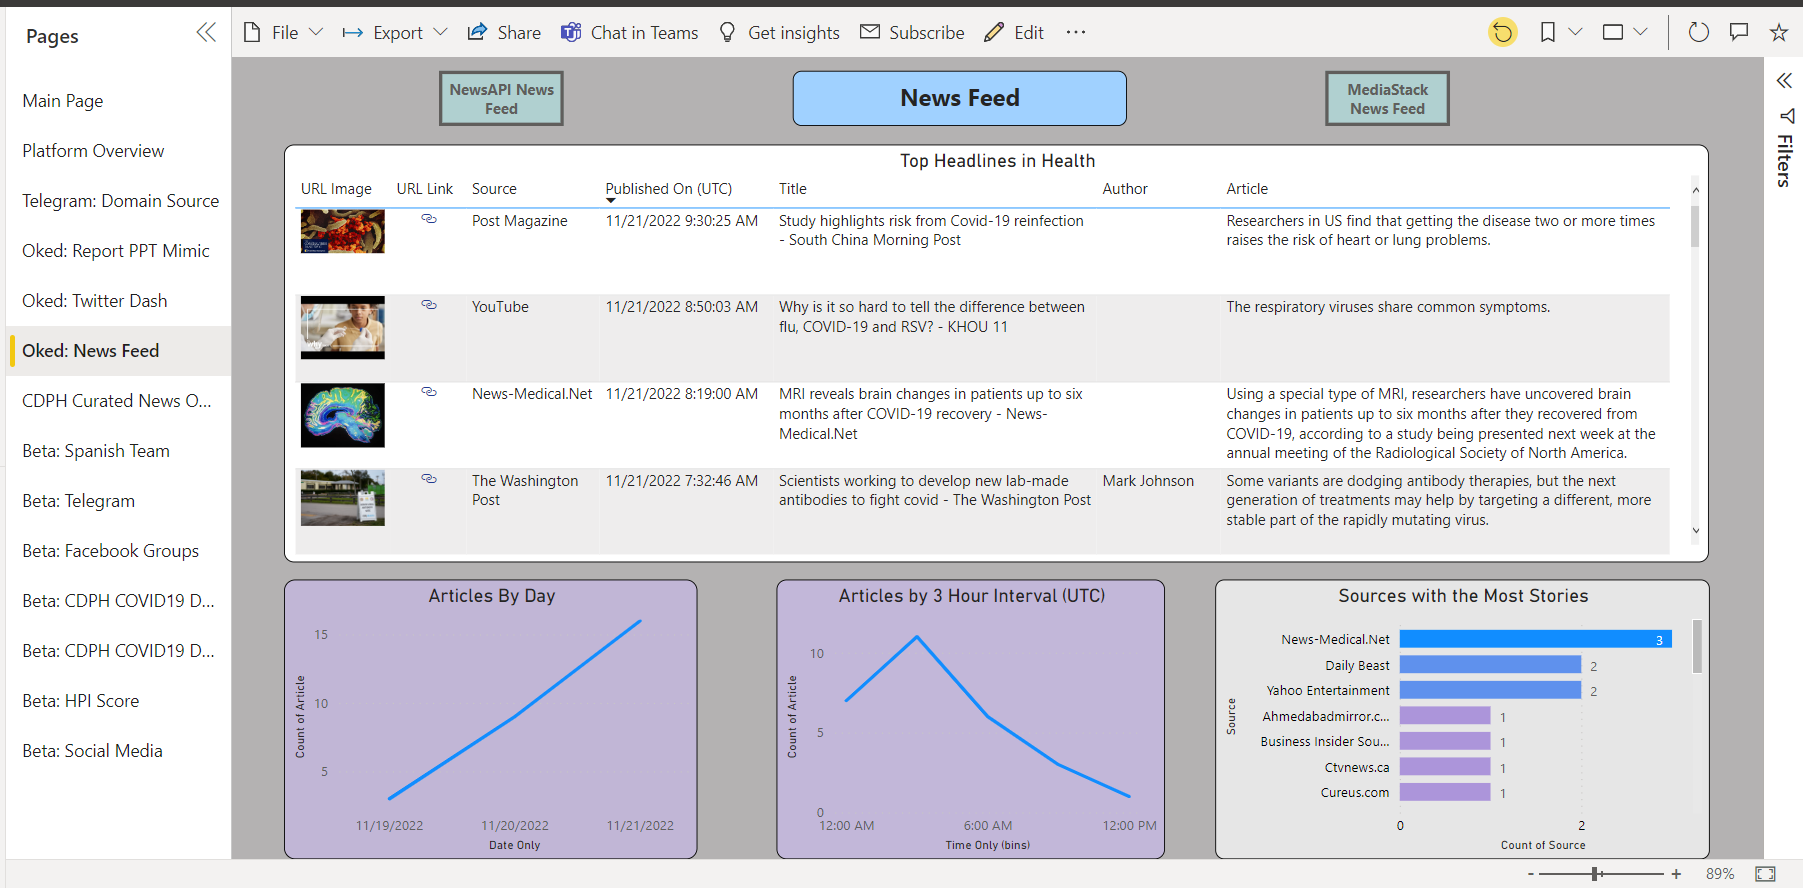 Pages
File
Export
Share
Chat in Teams
Get insights
Subscribe
Edit
Main Page
Platform Overview
Telegram: Domain Source
Oked: Report PPT Mimic
Oked: Twitter Dash
Oked: News Feed
CDPH Curated News O...
Beta: Spanish Team
Beta: Telegram
Beta: Facebook Groups
Beta: CDPH COVID19 D...
Beta: CDPH COVID19 D...
Beta: HPI Score
Beta: Social Media
NewsAPI News
Feed
News Feed
MediaStack
News Feed
Filters
Top Headlines in Health
URL Image URL Link Source Published On (UTC) Title Author Article
Post Magazine 11/21/2022 9:30:25 AM Study highlights risk from Covid-19 reinfection
- South China Morning Post
Researchers in US find that getting the disease two or more times
raises the risk of heart or lung problems.
YouTube 11/21/2022 8:50:03 AM Why is it so hard to tell the difference between
flu, COVID-19 and RSV? - KHOU 11
The respiratory viruses share common symptoms.
News-Medical.Net 11/21/2022 8:19:00 AM MRI reveals brain changes in patients up to six
months after COVID-19 recovery - News-
Medical.Net
Using a special type of MRI, researchers have uncovered brain
changes in patients up to six months after they recovered from
COVID-19, according to a study being presented next week at the
annual meeting of the Radiological Society of North America.
The Washington
Post
11/21/2022 7:32:46 AM
Scientists working to develop new lab-made
antibodies to fight covid - The Washington Post
Mark Johnson
Some variants are dodging antibody therapies, but the next
generation of treatments may help by targeting a different, more
stable part of the rapidly mutating virus.
Articles By Day
Count of Article
15
10
5
11/19/2022 11/20/2022 11/21/2022
Date Only
Articles by 3 Hour Interval (UTC)
Count of Article
10
5
0
12:00 AM 6:00 AM 12:00 PM
Time Only (bins)
Sources with the Most Stories
Source
News-Medical.Net 3
Daily Beast 2
Yahoo Entertainment 2
Ahmedabadmirror.c... 1
Business Insider Sou... 1
Ctvnews.ca 1
Cureus.com 1
0 2
Count of Source
- + 89%